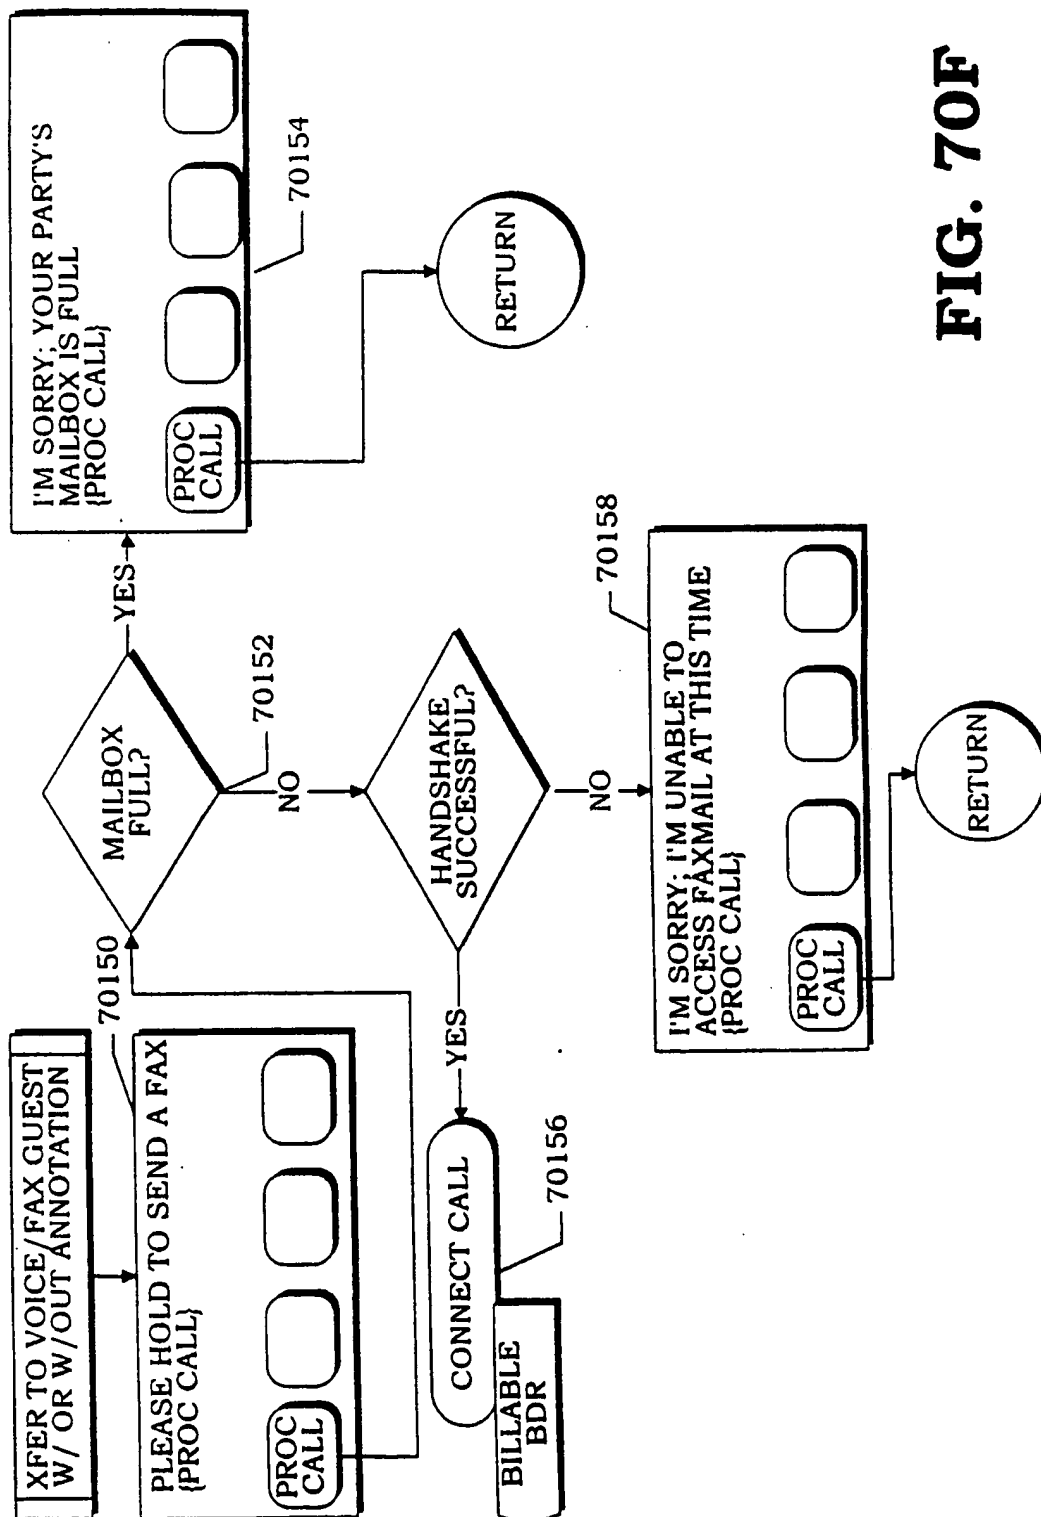 XFER TO VOICE/FAX GUEST
W/ OR W/OUT ANNOTATION
70150
PLEASE HOLD TO SEND A FAX
{PROC CALL}
PROC
CALL
MAILBOX
FULL?
YES
70152
NO
I'M SORRY; YOUR PARTY'S
MAILBOX IS FULL
{PROC CALL}
PROC
CALL
70154
RETURN
HANDSHAKE
SUCCESSFUL?
YES
NO
CONNECT CALL
70156
BILLABLE
BDR
70158
I'M SORRY; I'M UNABLE TO
ACCESS FAXMAIL AT THIS TIME
{PROC CALL}
PROC
CALL
RETURN
FIG. 70F